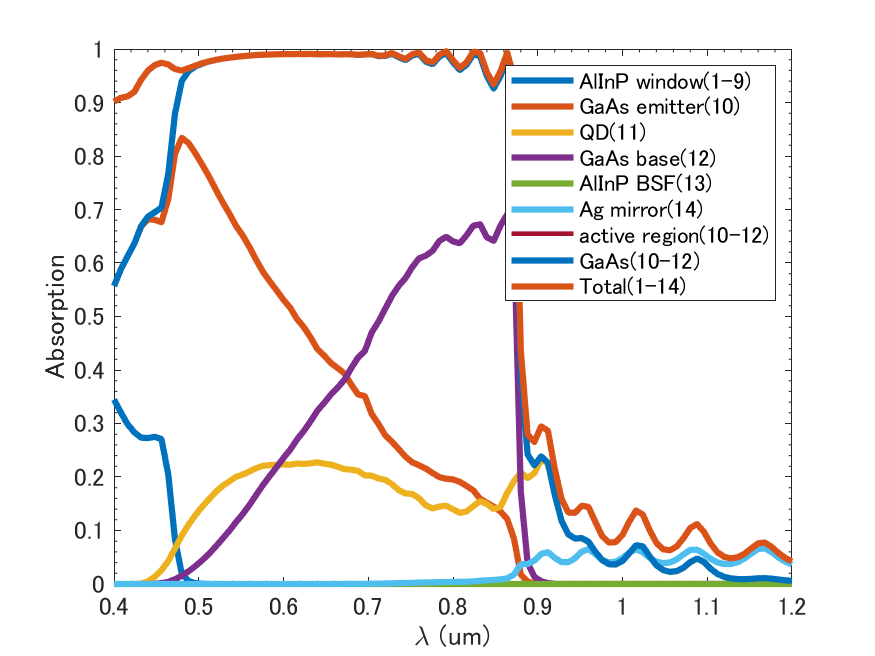 1
0.9
0.8
0.7
0.6
0.5
0.4
0.3
0.2
0.1
0
Absorption
AlInP window(1-9)
GaAs emitter(10)
QD(11)
GaAs base(12)
AlInP BSF(13)
Ag mirror(14)
active region(10-12)
GaAs(10-12)
Total(1-14)
0.4 0.5 0.6 0.7 0.8 0.9 1 1.1 1.2
λ (um)